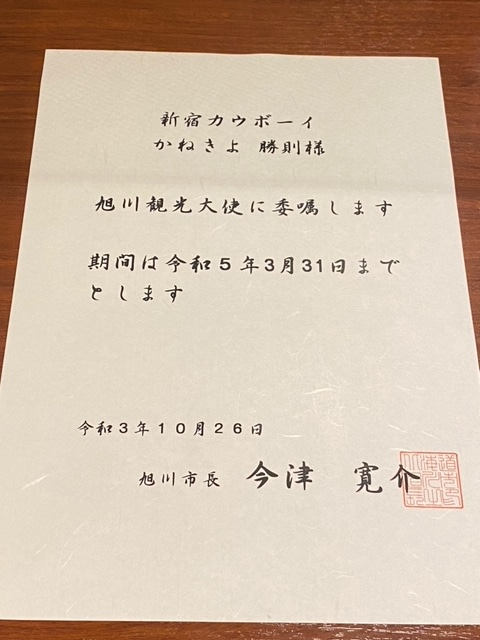 新宿カウボーイ
かねきよ 勝則様
旭川観光大使に委嘱します
期間は令和5年3月31日まで
とします
令和3年10月26日
旭川市長 今津 寛介